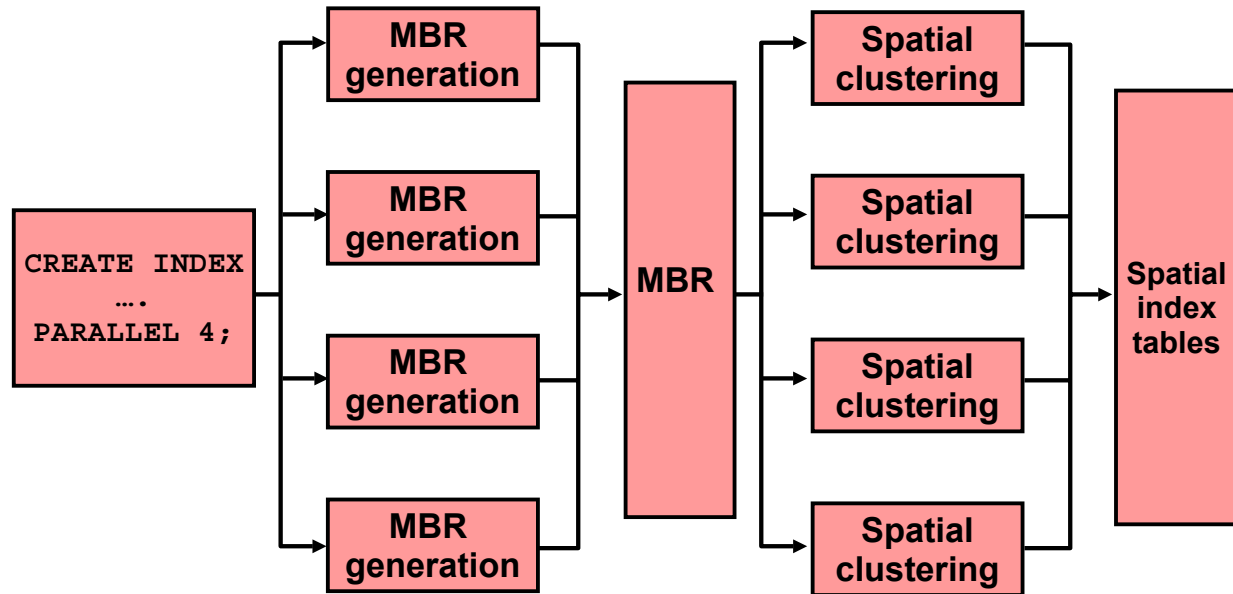 CREATE INDEX
….
PARALLEL 4;
MBR
generation
MBR
generation
MBR
generation
MBR
generation
MBR
Spatial
clustering
Spatial
clustering
Spatial
clustering
Spatial
clustering
Spatial
index
tables